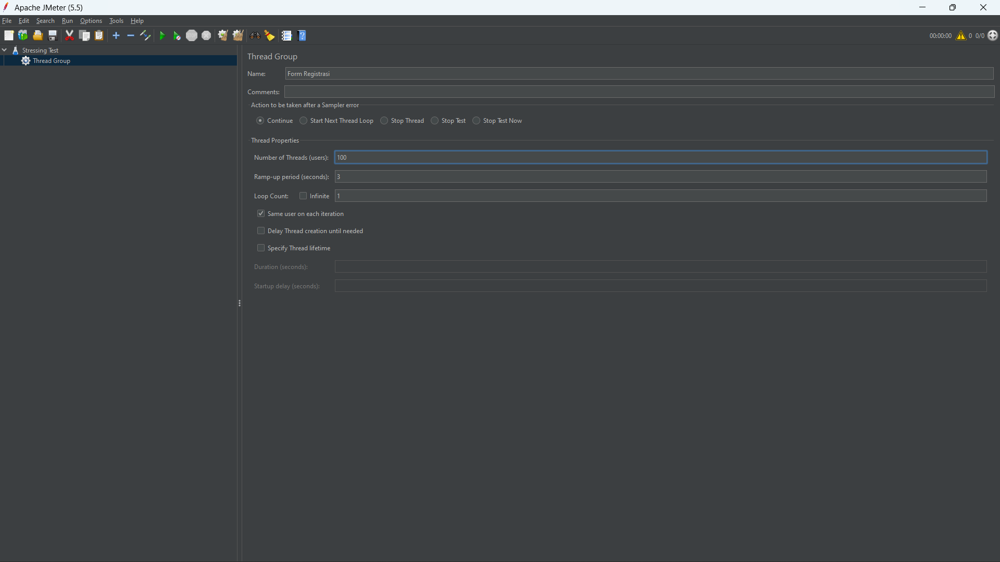 Apache JMeter (5.5)
File Edit Search Run Options Tools Help
00:00:00 0 0/0
Stressing Test
Thread Group
Thread Group
Name: Form Registrasi
Comments:
Action to be taken after a Sampler error
Continue Start Next Thread Loop Stop Thread Stop Test Stop Test Now
Thread Properties
Number of Threads (users): 100
Ramp-up period (seconds): 3
Loop Count: Infinite 1
Same user on each iteration
Delay Thread creation until needed
Specify Thread lifetime
Duration (seconds):
Startup delay (seconds):